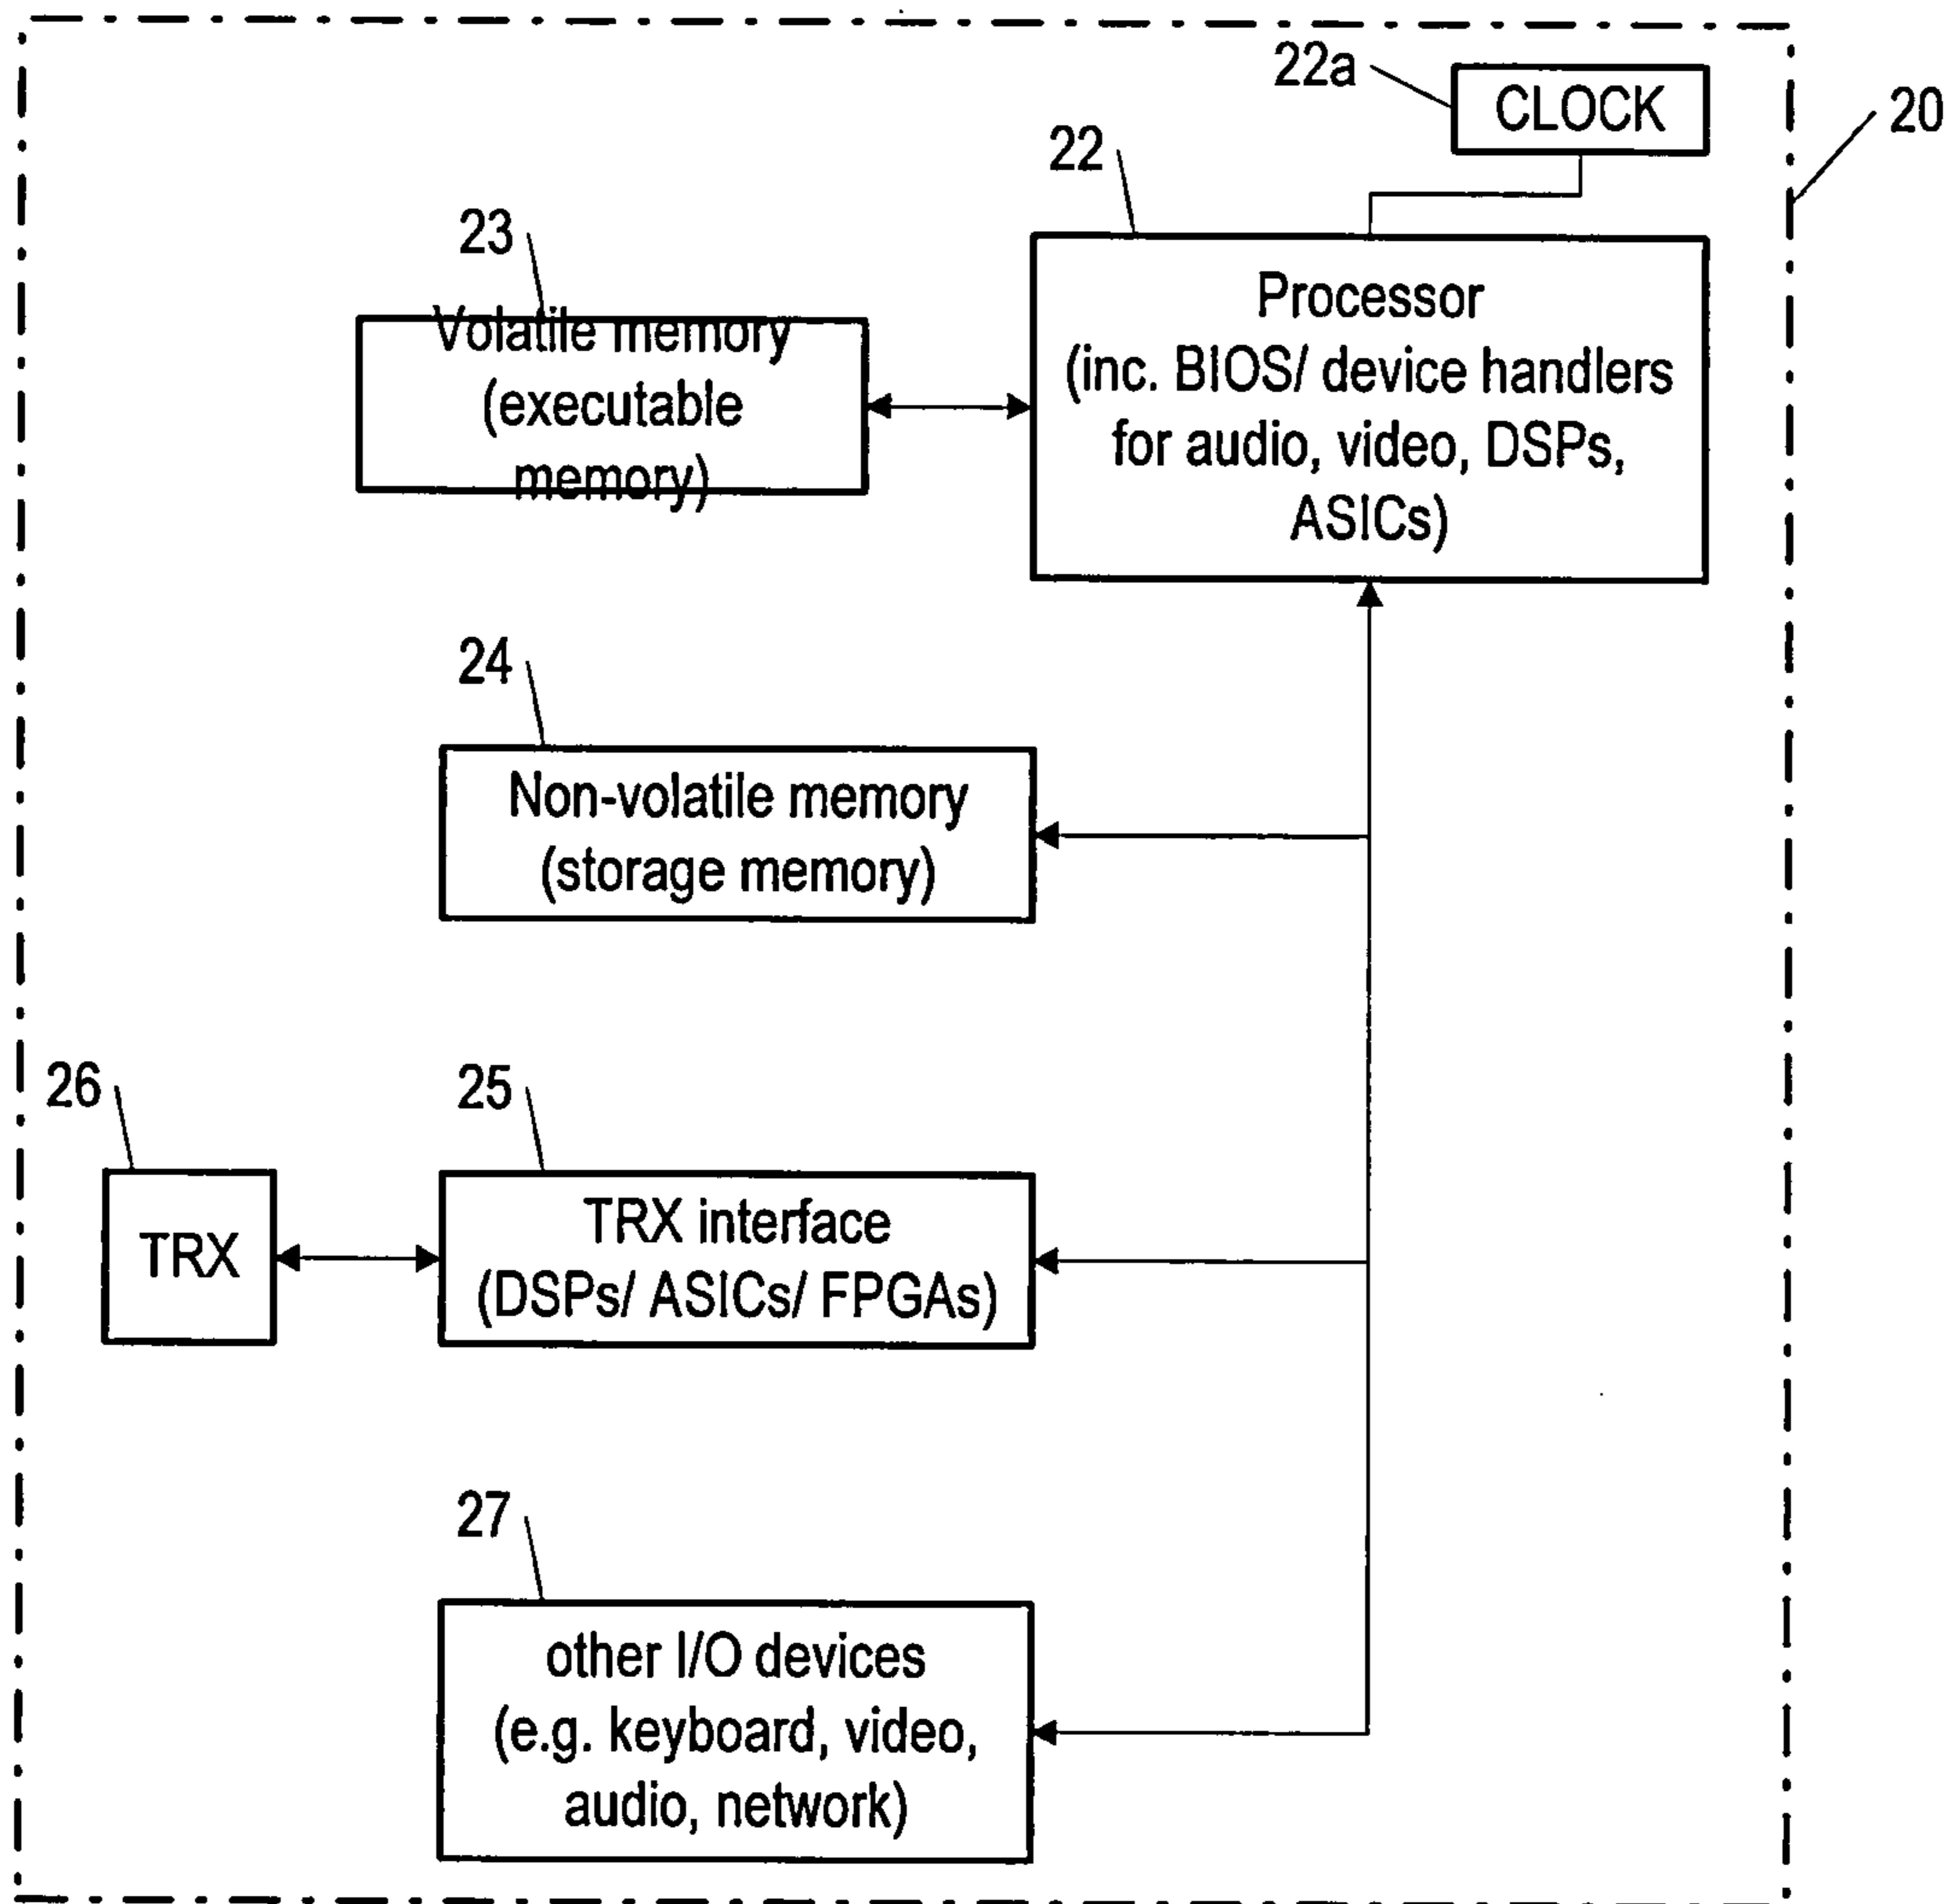 22a
CLOCK
20
22
23
Processor
(inc. BIOS/ device handlers
for audio, video, DSPs,
ASICs)
Volatile memory
(executable
memory)
24
Non-volatile memory
(storage memory)
26
25
TRX
TRX interface
(DSPs/ ASICs/ FPGAs)
27
other I/O devices
(e.g. keyboard, video,
audio, network)